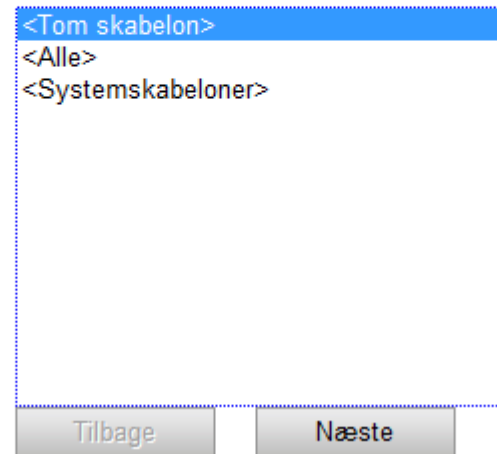 <Tom skabelon>
<Alle>
<Systemskabeloner>
Tilbage
Næste